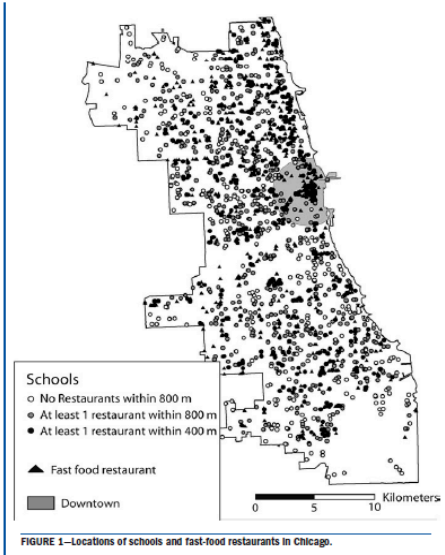 Schools
No Restaurants within 800 m
At least 1 restaurant within 800 m
At least 1 restaurant within 400 m
Fast food restaurant
Downtown
Kilometers
0 5 10
FIGURE 1—Locations of schools and fast-food restaurants in Chicago.